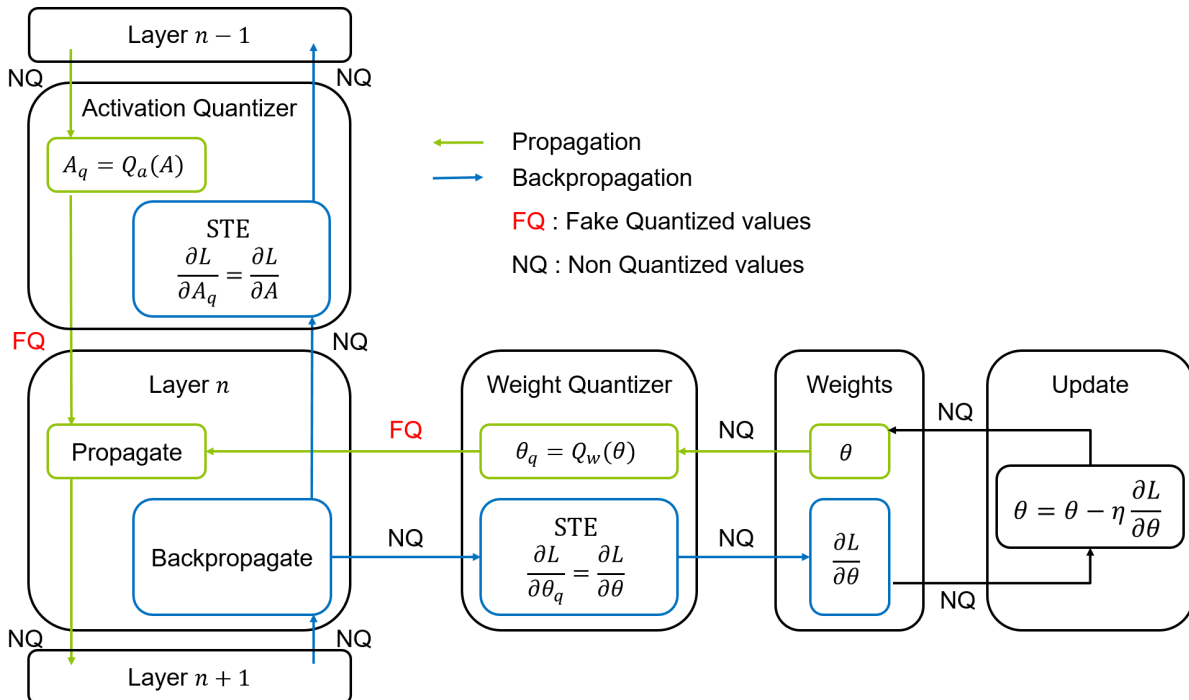 Layer n − 1
NQ
NQ
Activation Quantizer
A_q = Q_a(A)
STE
∂L/∂A_q = ∂L/∂A
Propagation
Backpropagation
FQ : Fake Quantized values
NQ : Non Quantized values
FQ
NQ
Layer n
Propagate
Backpropagate
FQ
NQ
Weight Quantizer
θ_q = Q_w(θ)
STE
∂L/∂θ_q = ∂L/∂θ
NQ
NQ
Weights
θ
∂L/∂θ
NQ
NQ
Update
θ = θ − η ∂L/∂θ
NQ
NQ
Layer n + 1